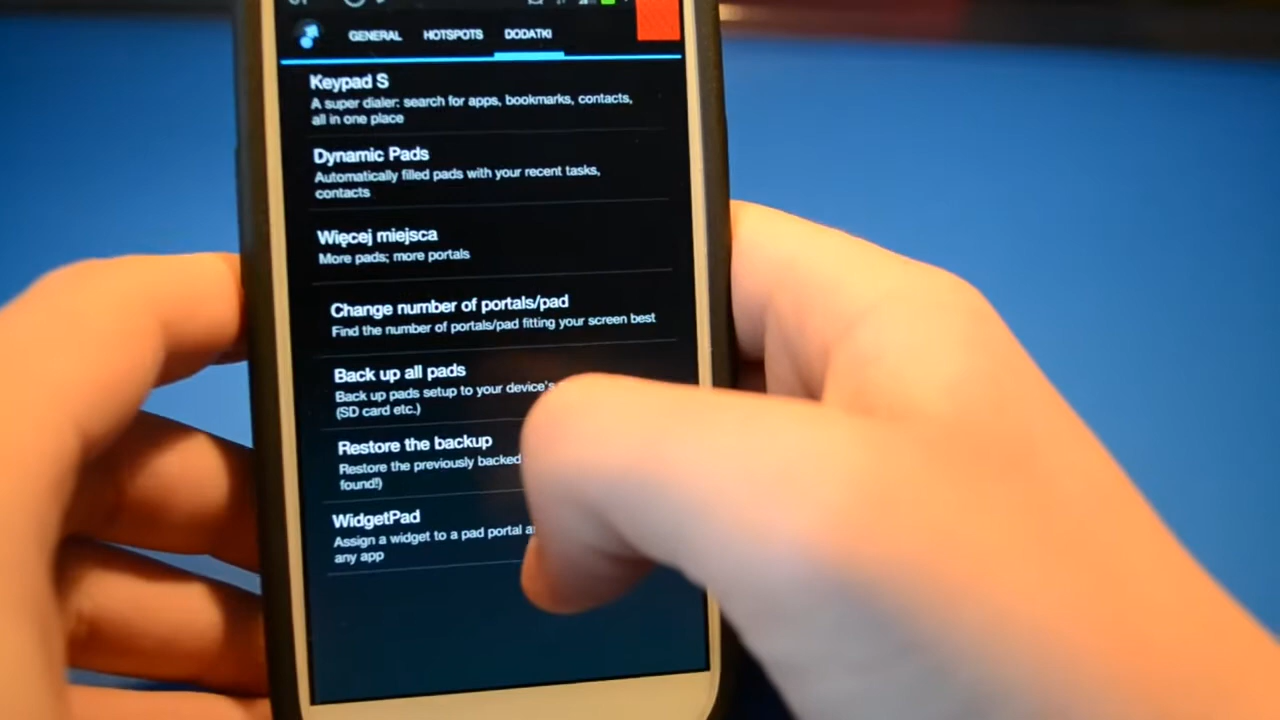 GENERAL HOTSPOTS DODATKI
Keypad S
A super dialer: search for apps, bookmarks, contacts,
all in one place
Dynamic Pads
Automatically filled pads with your recent tasks,
contacts
Więcej miejsca
More pads; more portals
Change number of portals/pad
Find the number of portals/pad fitting your screen best
Back up all pads
Back up pads setup to your device's
(SD card etc.)
Restore the backup
Restore the previously backed
found!)
WidgetPad
Assign a widget to a pad portal
any app